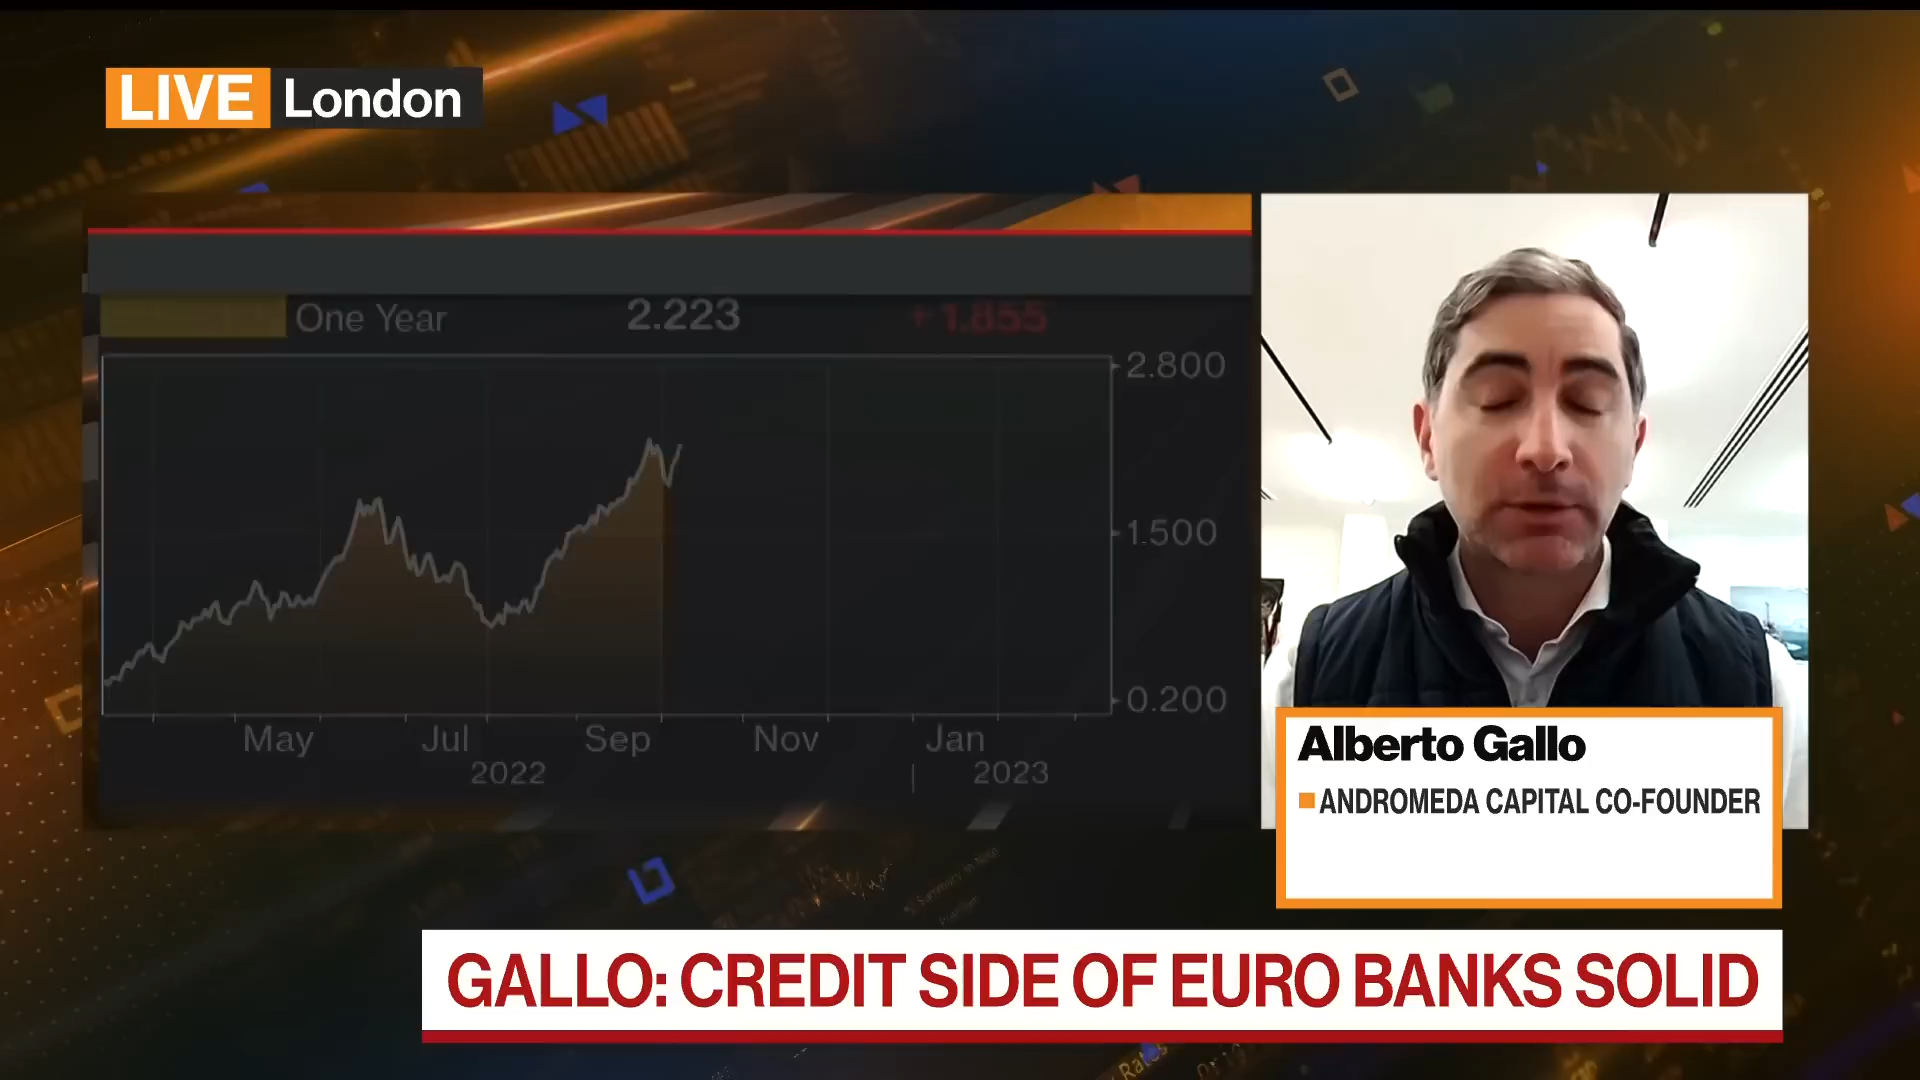 LIVE London
One Year 2.223 +1.855
2.800
1.500
0.200
May Jul Sep Nov Jan
2022 2023
Alberto Gallo
ANDROMEDA CAPITAL CO-FOUNDER
GALLO: CREDIT SIDE OF EURO BANKS SOLID